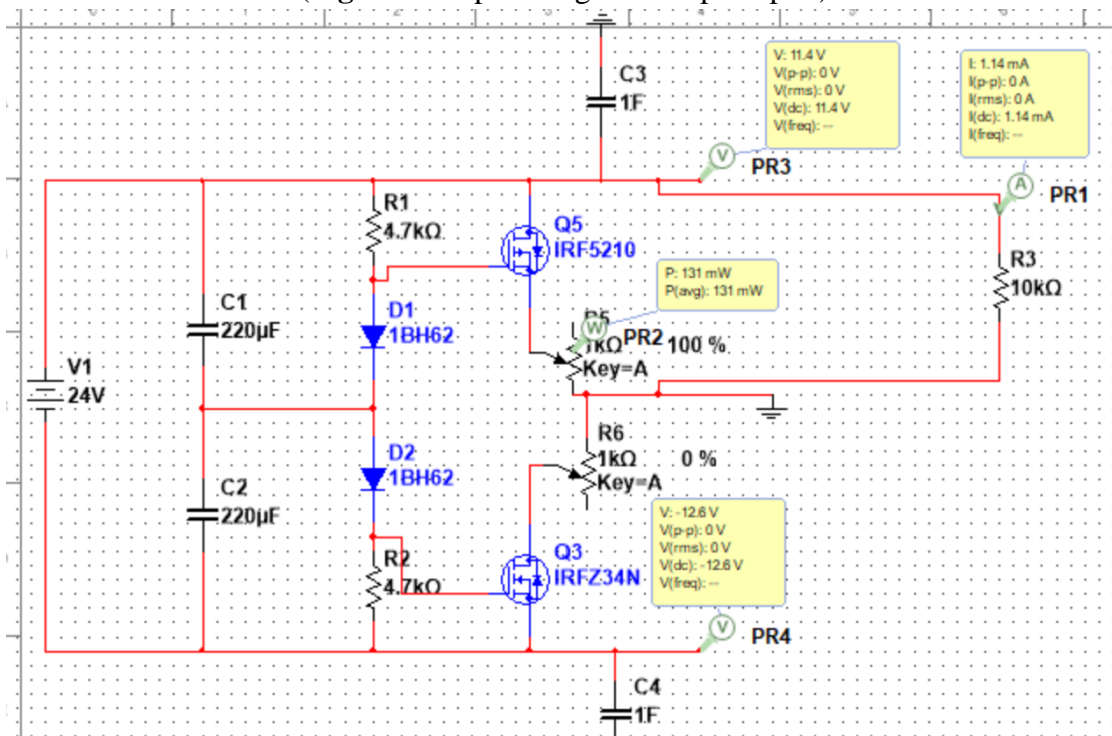 C3
1F
V: 11.4 V
V(p-p): 0 V
V(rms): 0 V
V(dc): 11.4 V
V(freq): --
PR3
I: 1.14 mA
I(p-p): 0 A
I(rms): 0 A
I(dc): 1.14 mA
I(freq): --
V
A
PR1
R1
4.7kΩ
Q5
IRF5210
R3
10kΩ
P: 131 mW
P(avg): 131 mW
C1
220µF
D1
1BH62
R5
1kΩ
W
PR2
100 %
Key=A
V1
24V
D2
1BH62
R6
1kΩ
0 %
Key=A
C2
220µF
R2
4.7kΩ
Q3
IRFZ34N
V: -12.6 V
V(p-p): 0 V
V(rms): 0 V
V(dc): -12.6 V
V(freq): --
V
PR4
C4
1F